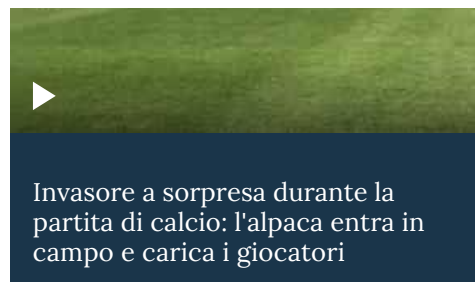 Invasore a sorpresa durante la
partita di calcio: l'alpaca entra in
campo e carica i giocatori